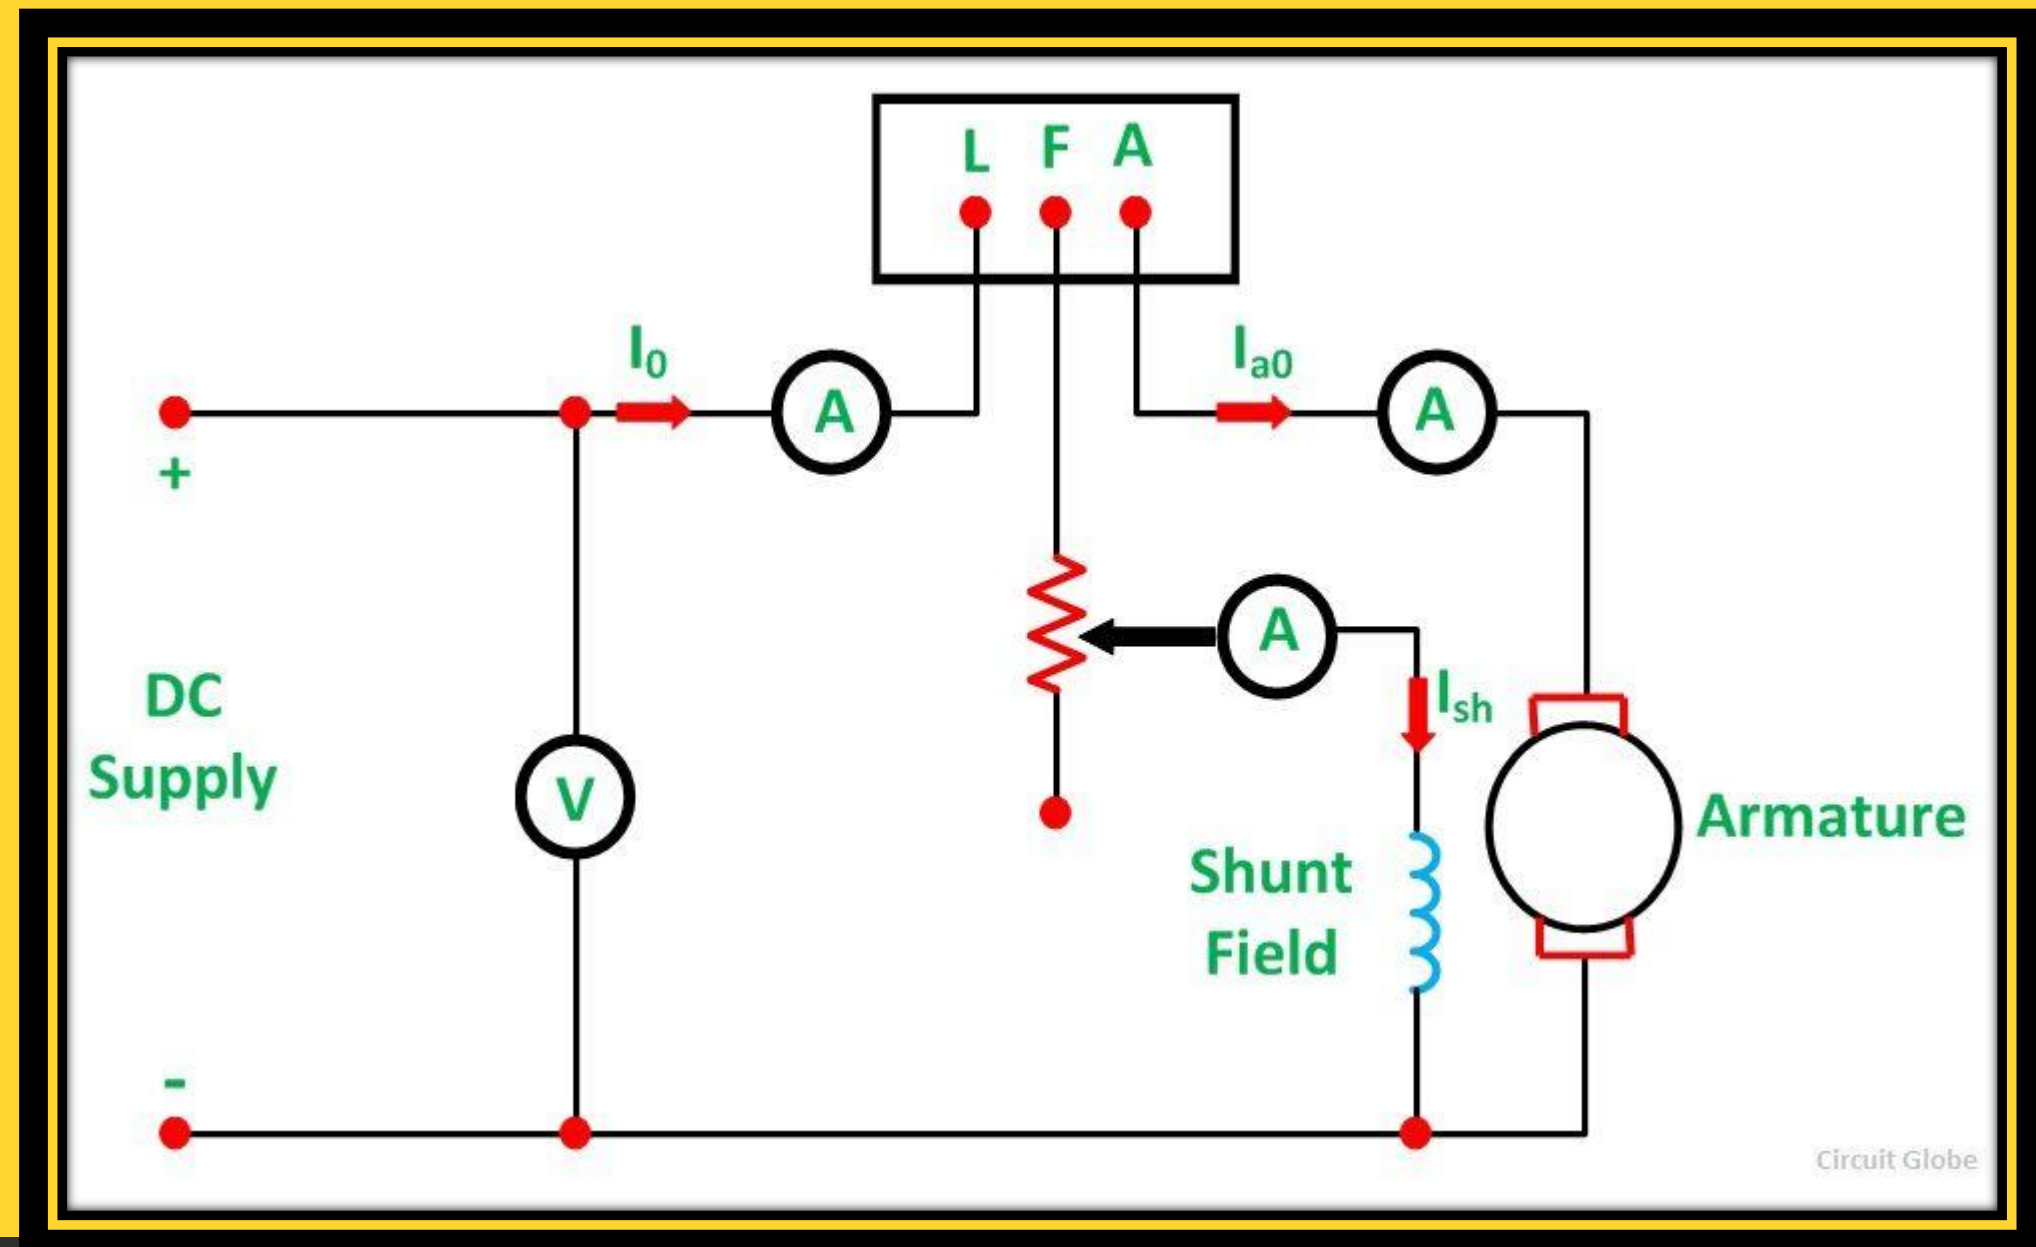 L F A
I₀
A
Iₐ₀
A
+
A
Iₛₕ
DC
Supply
V
Armature
Shunt
Field
-
Circuit Globe